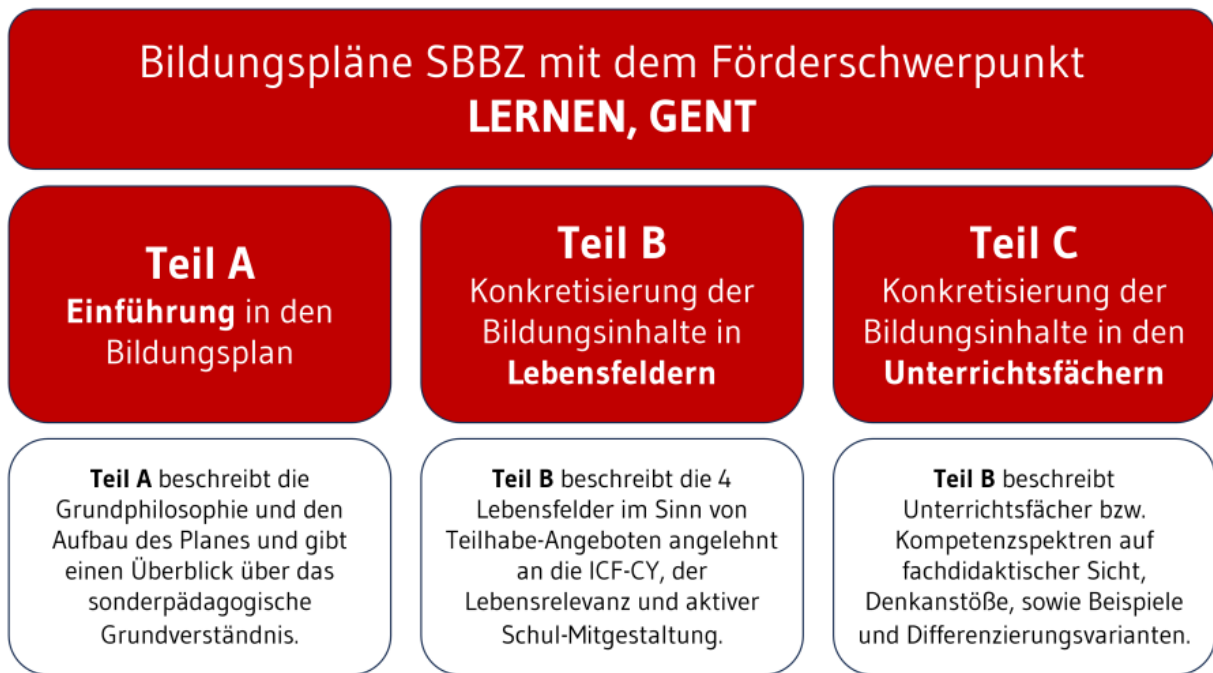 Bildungspläne SBBZ mit dem Förderschwerpunkt
LERNEN, GENT
Teil A
Einführung in den
Bildungsplan
Teil B
Konkretisierung der
Bildungsinhalte in
Lebensfeldern
Teil C
Konkretisierung der
Bildungsinhalte in den
Unterrichtsfächern
Teil A beschreibt die
Grundphilosophie und den
Aufbau des Planes und gibt
einen Überblick über das
sonderpädagogische
Grundverständnis.
Teil B beschreibt die 4
Lebensfelder im Sinn von
Teilhabe-Angeboten angelehnt
an die ICF-CY, der
Lebensrelevanz und aktiver
Schul-Mitgestaltung.
Teil B beschreibt
Unterrichtsfächer bzw.
Kompetenzspektren auf
fachdidaktischer Sicht,
Denkanstöße, sowie Beispiele
und Differenzierungsvarianten.